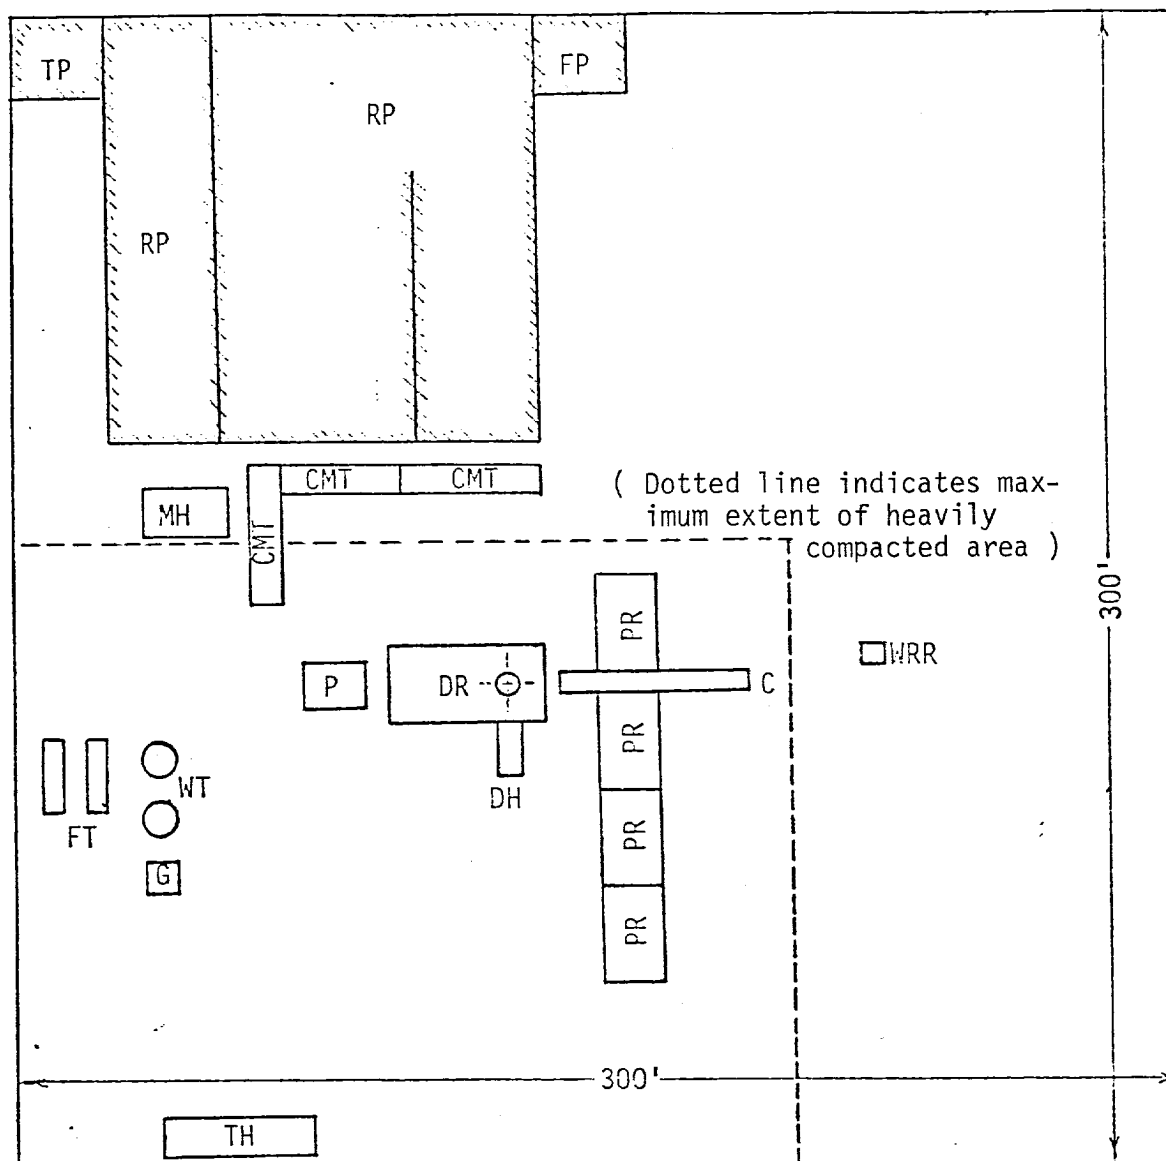 TP
FP
RP
RP
CMT
CMT
MH
CMT
( Dotted line indicates max-
imum extent of heavily
compacted area )
300'
PR
WRR
P
DR
C
PR
DH
WT
FT
PR
G
PR
300'
TH